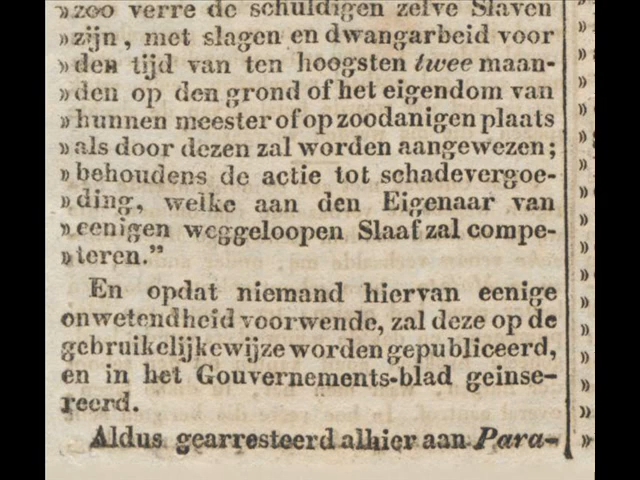 »zoo verre de schuldigen zelve Slaven
»zijn, met slagen en dwangarbeid voor
»den tijd van ten hoogsten twee maan-
»den op den grond of het eigendom van
»hunnen meester of op zoodanigen plaats
»als door dezen zal worden aangewezen;
»behoudens de actie tot schadevergoe-
»ding, welke aan den Eigenaar van
»eenigen weggeloopen Slaaf zal compe-
»teren.”
En opdat niemand hiervan eenige
onwetendheid voorwende, zal deze op de
gebruikelijke wijze worden gepubliceerd,
en in het Gouvernements-blad geinse-
reerd.
Aldus gearresteerd alhier aan Para-